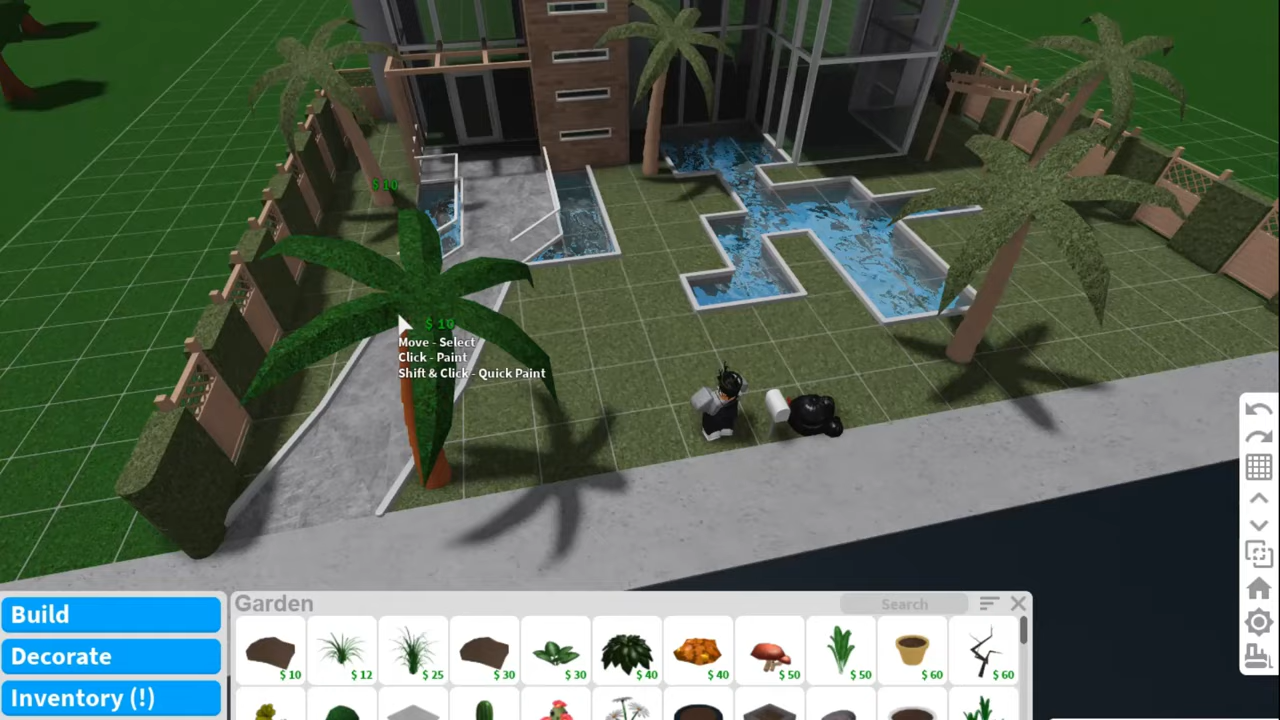 $ 10
$ 10
Move - Select
Click - Paint
Shift & Click - Quick Paint
Build
Decorate
Inventory (!)
Garden
Search
$ 10
$ 12
$ 25
$ 30
$ 30
$ 40
$ 40
$ 50
$ 50
$ 60
$ 60